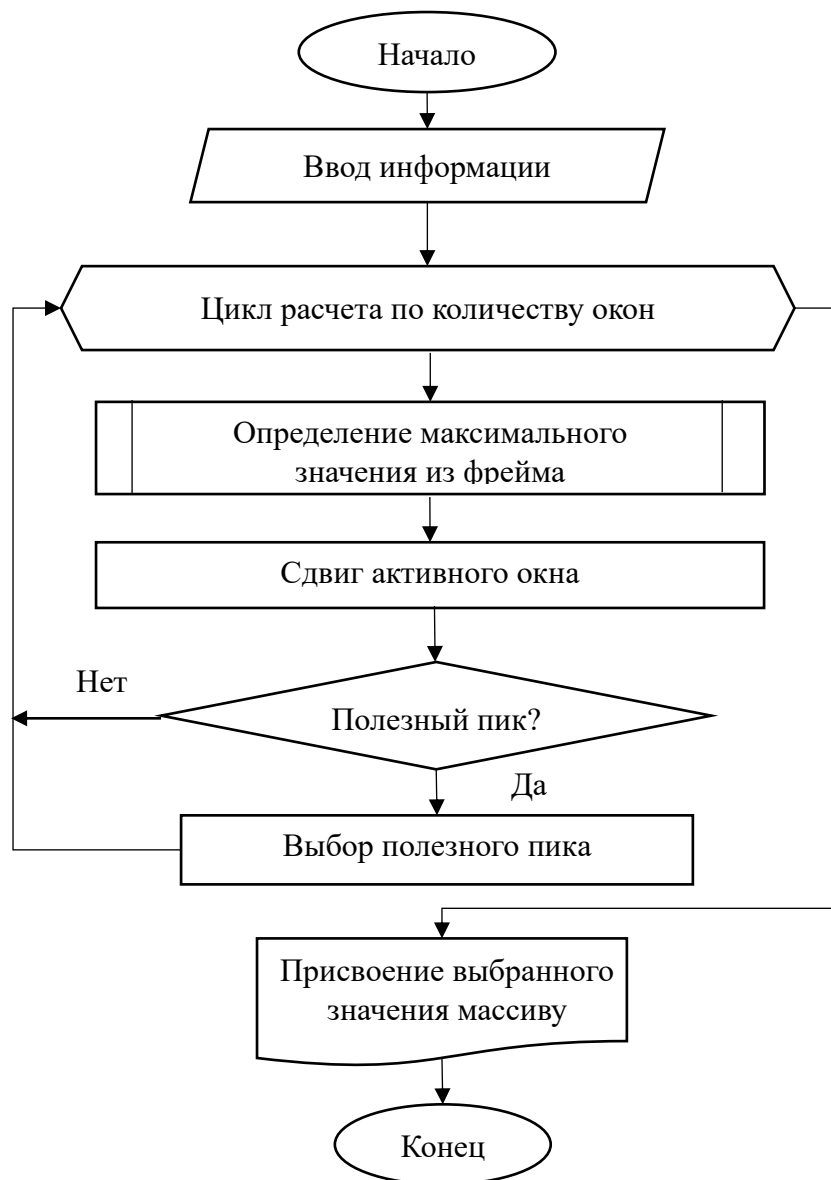 Начало
Ввод информации
Цикл расчета по количеству окон
Определение максимального
значения из фрейма
Сдвиг активного окна
Нет
Полезный пик?
Да
Выбор полезного пика
Присвоение выбранного
значения массиву
Конец